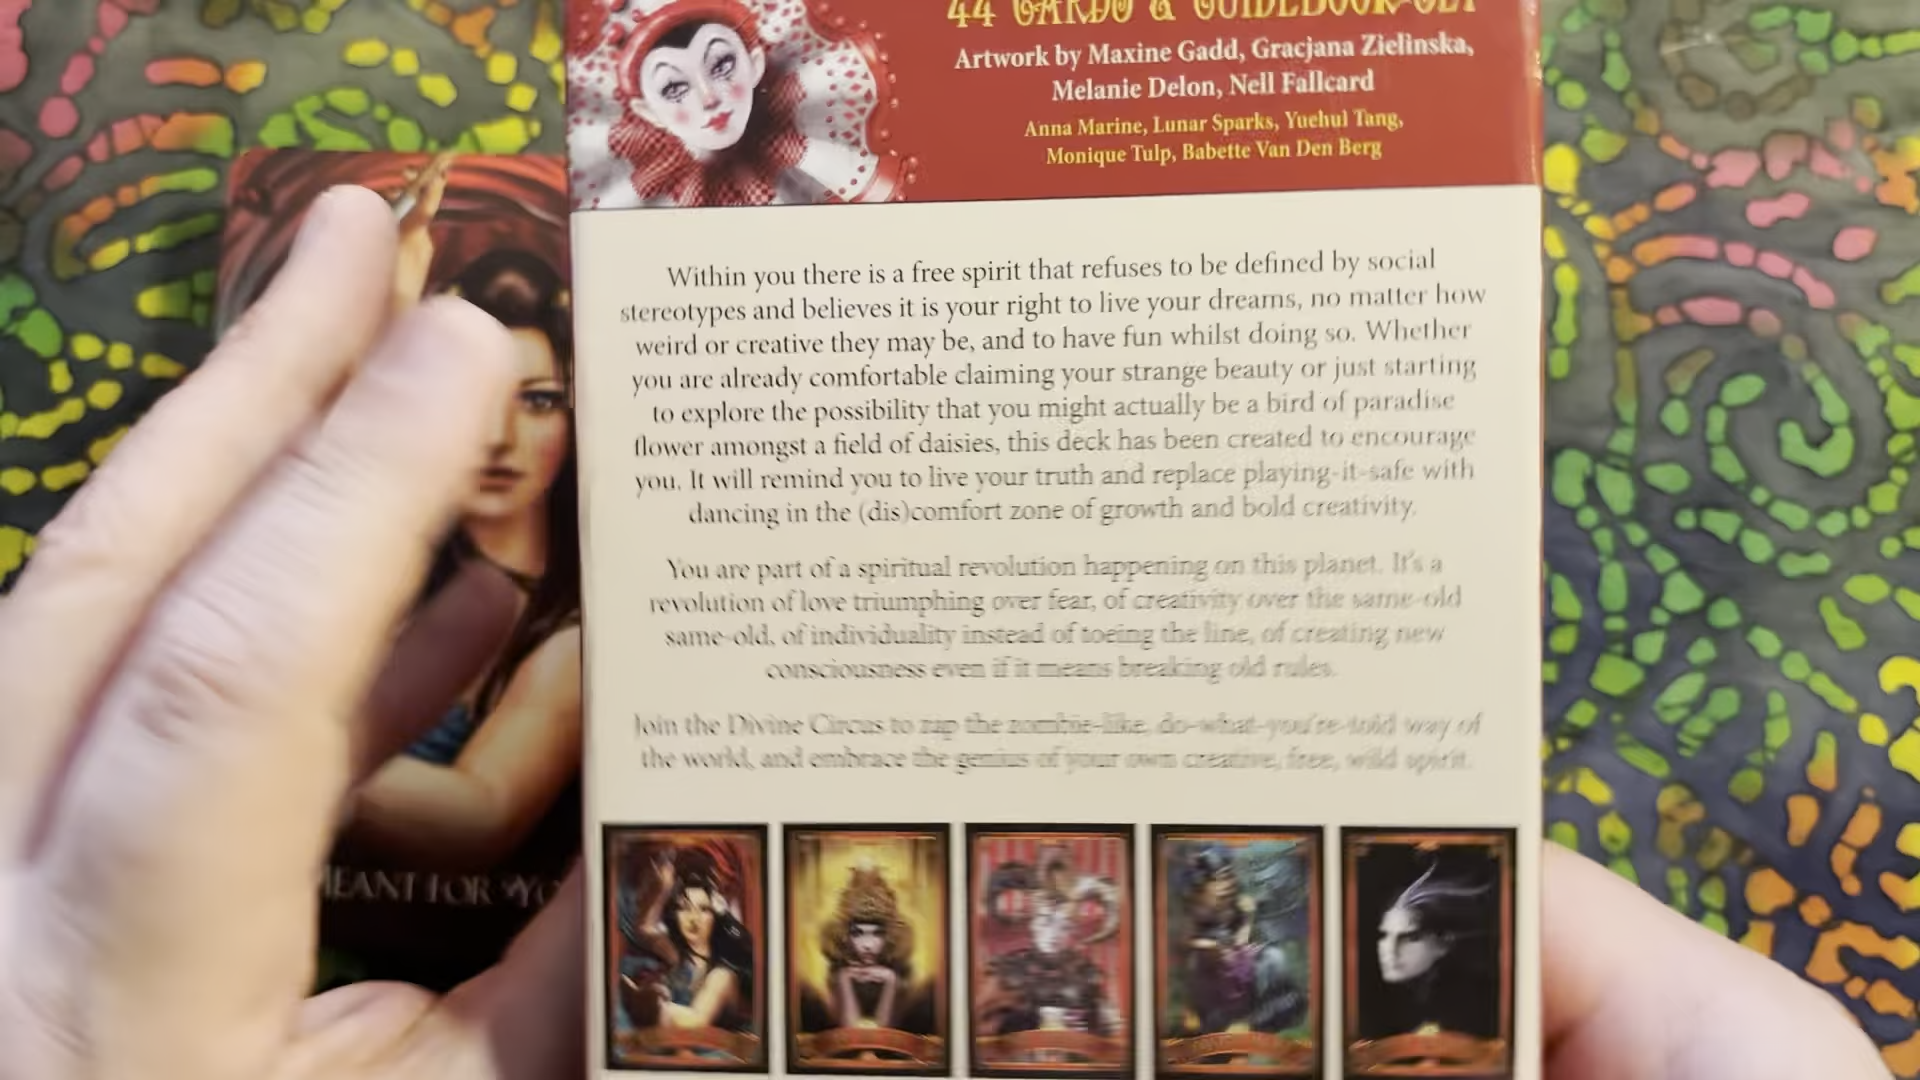 44 CARDS & GUIDEBOOK SET
Artwork by Maxine Gadd, Gracjana Zielinska,
Melanie Delon, Nell Fallcard
Anna Marine, Lunar Sparks, Yuehui Tang,
Monique Tulp, Babette Van Den Berg
Within you there is a free spirit that refuses to be defined by social
stereotypes and believes it is your right to live your dreams, no matter how
weird or creative they may be, and to have fun whilst doing so. Whether
you are already comfortable claiming your strange beauty or just starting
to explore the possibility that you might actually be a bird of paradise
flower amongst a field of daisies, this deck has been created to encourage
you. It will remind you to live your truth and replace playing-it-safe with
dancing in the (dis)comfort zone of growth and bold creativity.
You are part of a spiritual revolution happening on this planet. It's a
revolution of love triumphing over fear, of creativity over the same-old
same-old, of individuality instead of toeing the line, of creating new
consciousness even if it means breaking old rules.
Join the Divine Circus to zap the zombie-like, do-what-you're-told way of
the world, and embrace the genius of your own creative, free, wild spirit.
MEANT FOR YO